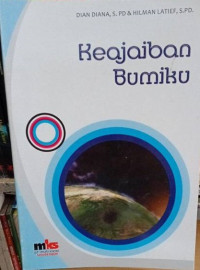 DIAN DIANA, S. PD & HILMAN LATIEF, S.PD.
Keajaiban
Bumiku
mks